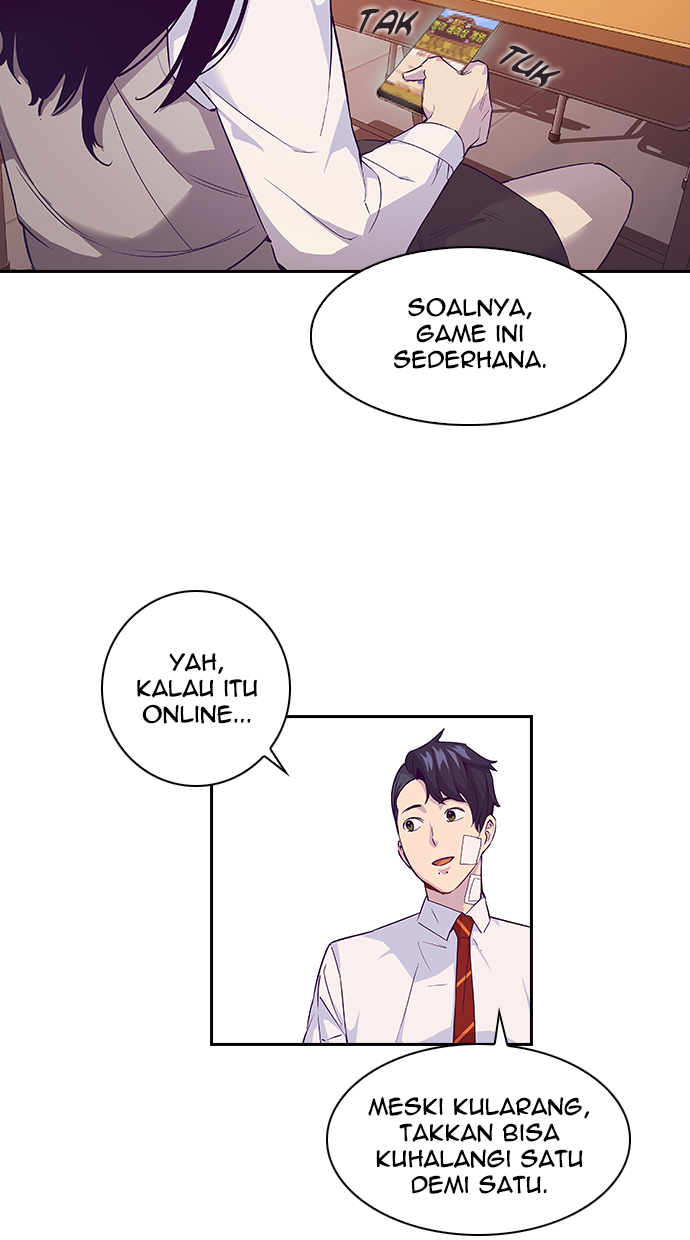 TAK
TUK
SOALNYA,
GAME INI
SEDERHANA.
YAH,
KALAU ITU
ONLINE...
MESKI KULARANG,
TAKKAN BISA
KUHALANGI SATU
DEMI SATU.